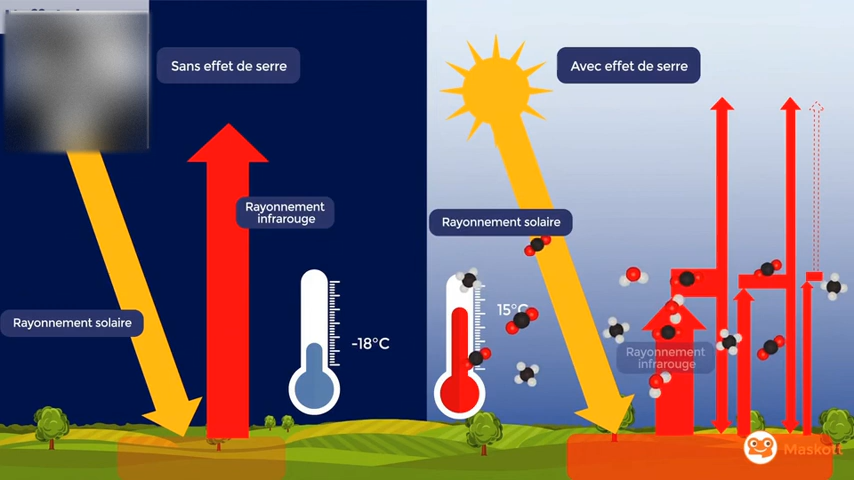 Sans effet de serre
Avec effet de serre
Rayonnement
infrarouge
Rayonnement solaire
Rayonnement solaire
-18°C
15°C
Rayonnement
infrarouge
Maskott